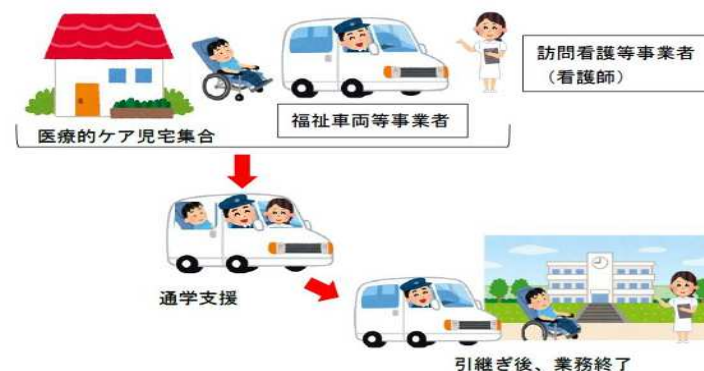 訪問看護等事業者
（看護師）
福祉車両等事業者
医療的ケア児宅集合
通学支援
引継ぎ後、業務終了